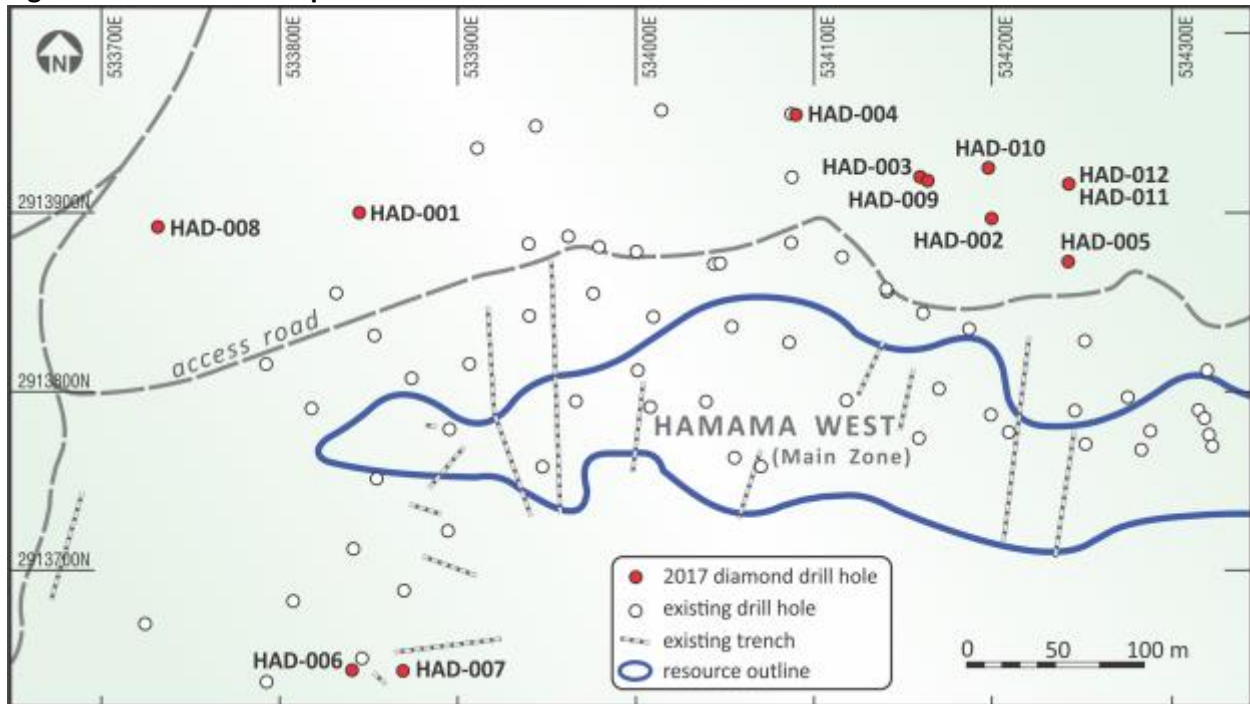 N
533700E
533800E
533900E
534000E
534100E
534200E
534300E
HAD-004
HAD-010
HAD-003
HAD-012
HAD-009
HAD-011
2913900N
HAD-001
HAD-008
HAD-002
HAD-005
access road
2913800N
HAMAMA WEST
(Main Zone)
2913700N
2017 diamond drill hole
existing drill hole
existing trench
resource outline
0 50 100 m
HAD-006
HAD-007